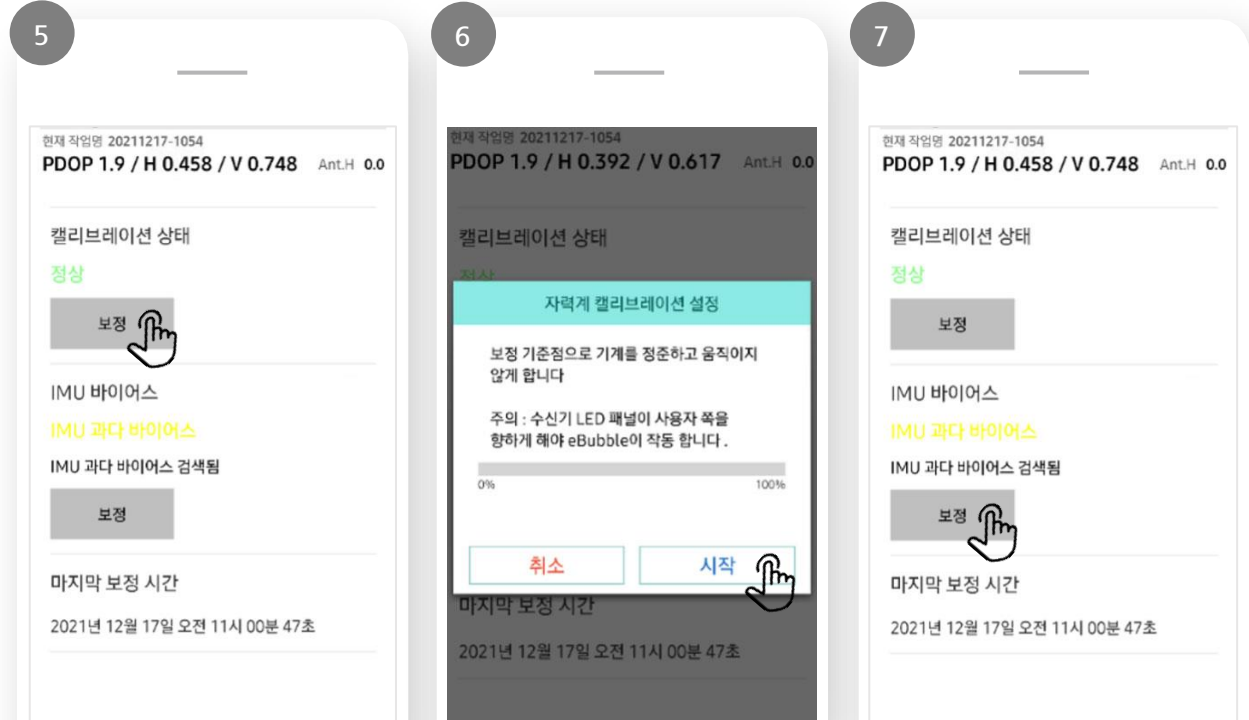 5
현재 작업명 20211217-1054
PDOP 1.9 / H 0.458 / V 0.748 Ant.H 0.0
캘리브레이션 상태
정상
보정
IMU 바이어스
IMU 과다 바이어스
IMU 과다 바이어스 검색됨
보정
마지막 보정 시간
2021년 12월 17일 오전 11시 00분 47초
6
현재 작업명 20211217-1054
PDOP 1.9 / H 0.392 / V 0.617 Ant.H 0.0
캘리브레이션 상태
정상
자력계 캘리브레이션 설정
보정 기준점으로 기계를 정준하고 움직이지
않게 합니다
주의 : 수신기 LED 패널이 사용자 쪽을
향하게 해야 eBubble이 작동 합니다 .
0% 100%
취소 시작
마지막 보정 시간
2021년 12월 17일 오전 11시 00분 47초
7
현재 작업명 20211217-1054
PDOP 1.9 / H 0.458 / V 0.748 Ant.H 0.0
캘리브레이션 상태
정상
보정
IMU 바이어스
IMU 과다 바이어스
IMU 과다 바이어스 검색됨
보정
마지막 보정 시간
2021년 12월 17일 오전 11시 00분 47초